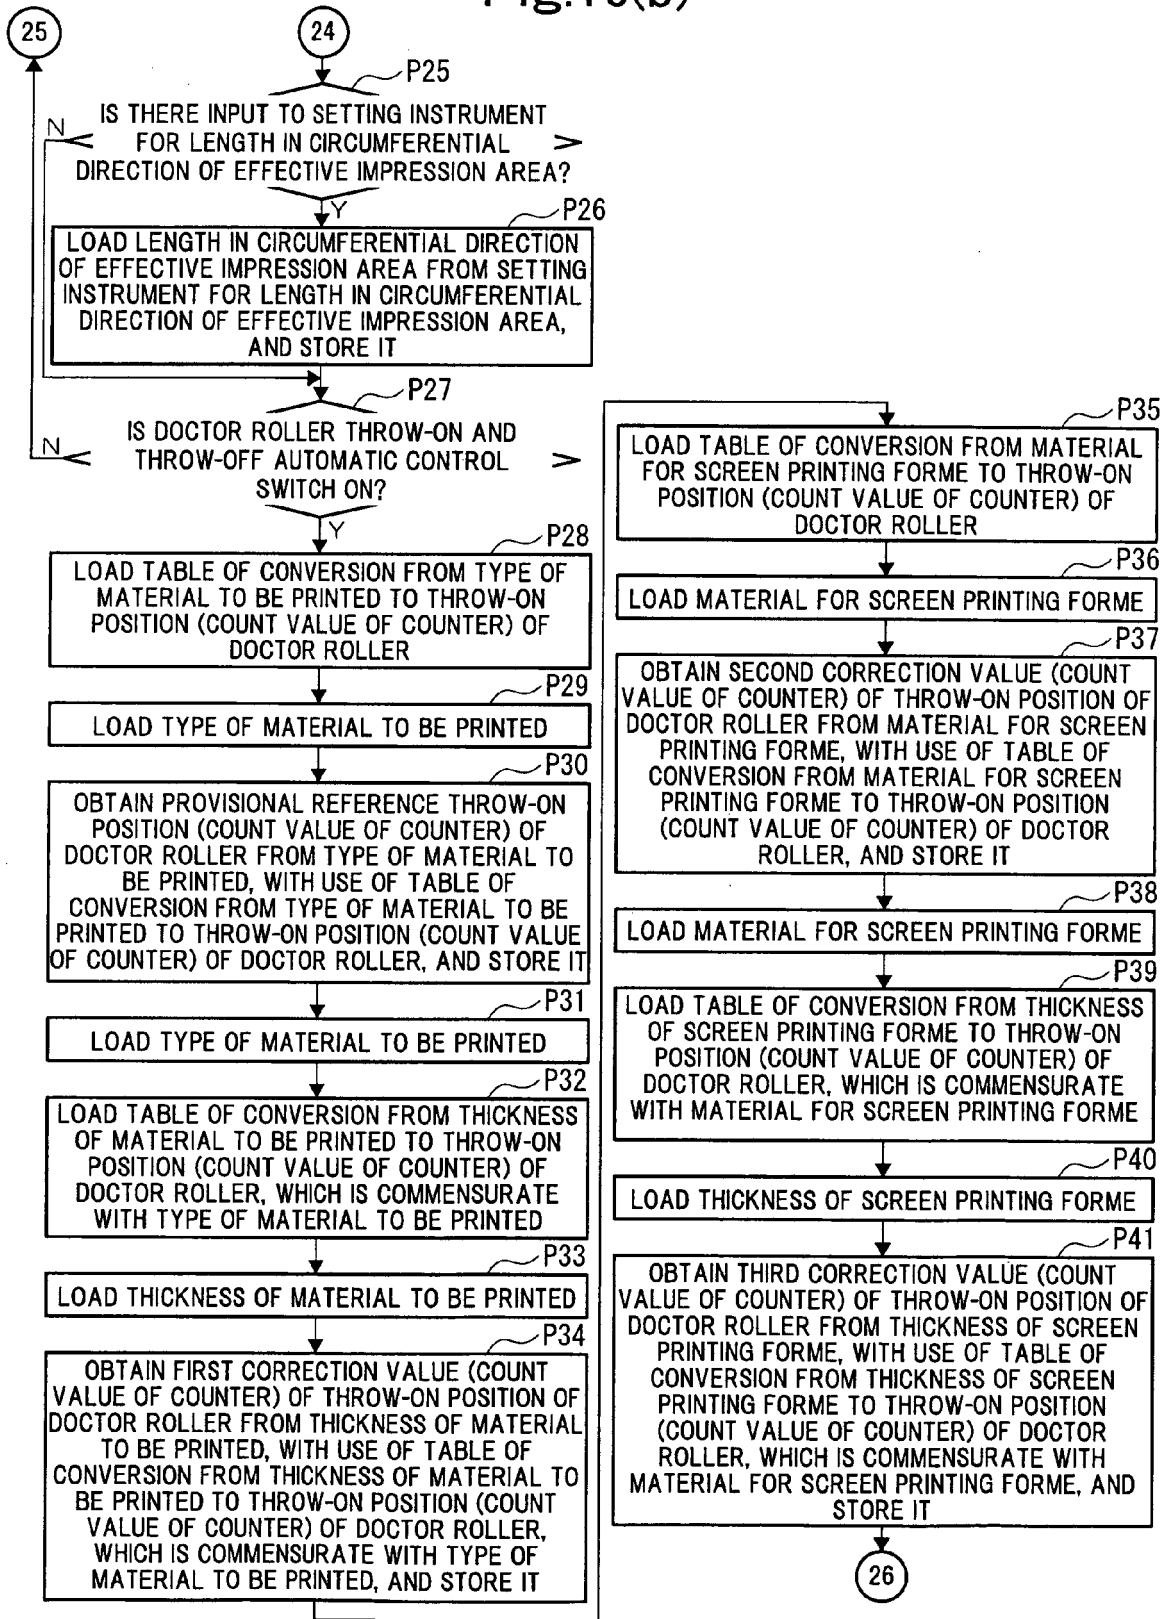 25
24
P25
IS THERE INPUT TO SETTING INSTRUMENT
FOR LENGTH IN CIRCUMFERENTIAL
DIRECTION OF EFFECTIVE IMPRESSION AREA?
N
Y
P26
LOAD LENGTH IN CIRCUMFERENTIAL DIRECTION
OF EFFECTIVE IMPRESSION AREA FROM SETTING
INSTRUMENT FOR LENGTH IN CIRCUMFERENTIAL
DIRECTION OF EFFECTIVE IMPRESSION AREA,
AND STORE IT
P27
IS DOCTOR ROLLER THROW-ON AND
THROW-OFF AUTOMATIC CONTROL
SWITCH ON?
N
Y
P28
LOAD TABLE OF CONVERSION FROM TYPE OF
MATERIAL TO BE PRINTED TO THROW-ON
POSITION (COUNT VALUE OF COUNTER) OF
DOCTOR ROLLER
P29
LOAD TYPE OF MATERIAL TO BE PRINTED
P30
OBTAIN PROVISIONAL REFERENCE THROW-ON
POSITION (COUNT VALUE OF COUNTER) OF
DOCTOR ROLLER FROM TYPE OF MATERIAL TO
BE PRINTED, WITH USE OF TABLE OF
CONVERSION FROM TYPE OF MATERIAL TO BE
PRINTED TO THROW-ON POSITION (COUNT VALUE
OF COUNTER) OF DOCTOR ROLLER, AND STORE IT
P31
LOAD TYPE OF MATERIAL TO BE PRINTED
P32
LOAD TABLE OF CONVERSION FROM THICKNESS
OF MATERIAL TO BE PRINTED TO THROW-ON
POSITION (COUNT VALUE OF COUNTER) OF
DOCTOR ROLLER, WHICH IS COMMENSURATE
WITH TYPE OF MATERIAL TO BE PRINTED
P33
LOAD THICKNESS OF MATERIAL TO BE PRINTED
P34
OBTAIN FIRST CORRECTION VALUE (COUNT
VALUE OF COUNTER) OF THROW-ON POSITION OF
DOCTOR ROLLER FROM THICKNESS OF MATERIAL
TO BE PRINTED, WITH USE OF TABLE OF
CONVERSION FROM THICKNESS OF MATERIAL TO
BE PRINTED TO THROW-ON POSITION (COUNT
VALUE OF COUNTER) OF DOCTOR ROLLER,
WHICH IS COMMENSURATE WITH TYPE OF
MATERIAL TO BE PRINTED, AND STORE IT
P35
LOAD TABLE OF CONVERSION FROM MATERIAL
FOR SCREEN PRINTING FORME TO THROW-ON
POSITION (COUNT VALUE OF COUNTER) OF
DOCTOR ROLLER
P36
LOAD MATERIAL FOR SCREEN PRINTING FORME
P37
OBTAIN SECOND CORRECTION VALUE (COUNT
VALUE OF COUNTER) OF THROW-ON POSITION OF
DOCTOR ROLLER FROM MATERIAL FOR SCREEN
PRINTING FORME, WITH USE OF TABLE OF
CONVERSION FROM MATERIAL FOR SCREEN
PRINTING FORME TO THROW-ON POSITION
(COUNT VALUE OF COUNTER) OF DOCTOR
ROLLER, AND STORE IT
P38
LOAD MATERIAL FOR SCREEN PRINTING FORME
P39
LOAD TABLE OF CONVERSION FROM THICKNESS
OF SCREEN PRINTING FORME TO THROW-ON
POSITION (COUNT VALUE OF COUNTER) OF
DOCTOR ROLLER, WHICH IS COMMENSURATE
WITH MATERIAL FOR SCREEN PRINTING FORME
P40
LOAD THICKNESS OF SCREEN PRINTING FORME
P41
OBTAIN THIRD CORRECTION VALUE (COUNT
VALUE OF COUNTER) OF THROW-ON POSITION OF
DOCTOR ROLLER FROM THICKNESS OF SCREEN
PRINTING FORME, WITH USE OF TABLE OF
CONVERSION FROM THICKNESS OF SCREEN
PRINTING FORME TO THROW-ON POSITION
(COUNT VALUE OF COUNTER) OF DOCTOR
ROLLER, WHICH IS COMMENSURATE WITH
MATERIAL FOR SCREEN PRINTING FORME, AND
STORE IT
26